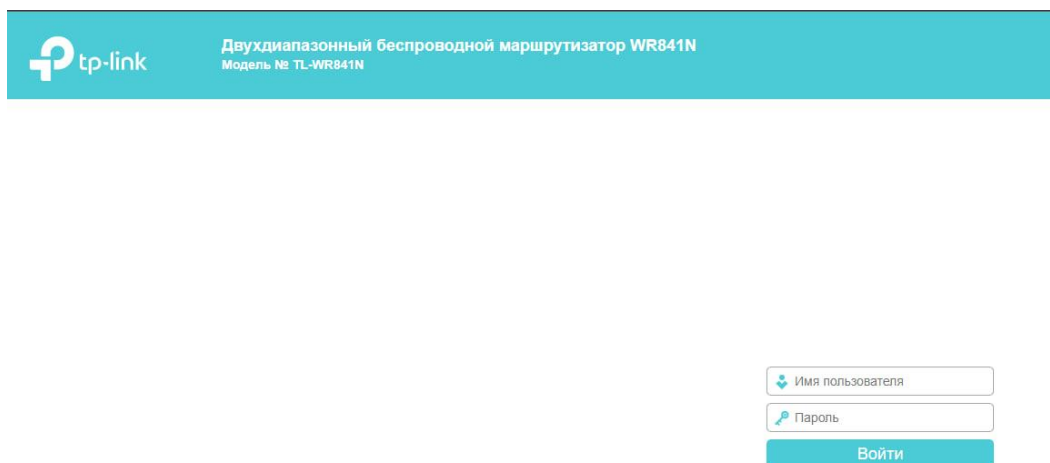 tp-link
Двухдиапазонный беспроводной маршрутизатор WR841N
Модель № TL-WR841N
Имя пользователя
Пароль
Войти